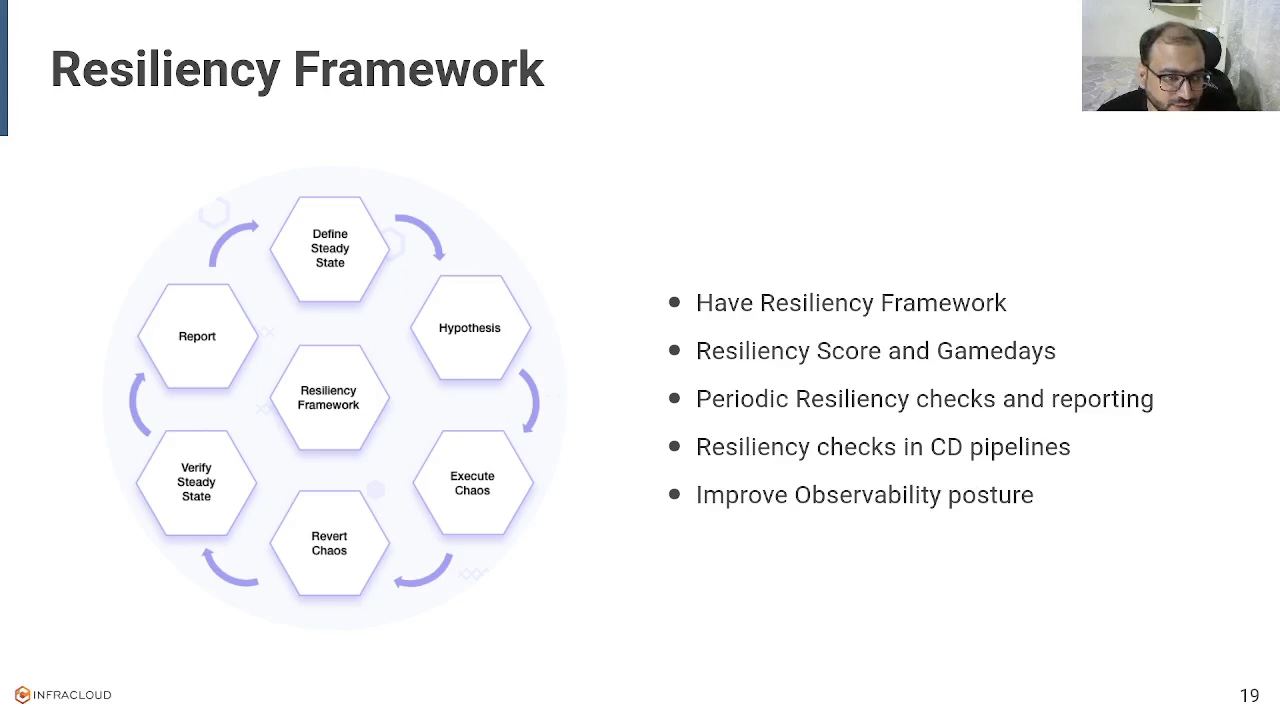 Resiliency Framework
Define
Steady
State
Hypothesis
Execute
Chaos
Revert
Chaos
Verify
Steady
State
Report
Resiliency
Framework
Have Resiliency Framework
Resiliency Score and Gamedays
Periodic Resiliency checks and reporting
Resiliency checks in CD pipelines
Improve Observability posture
INFRACLOUD
19